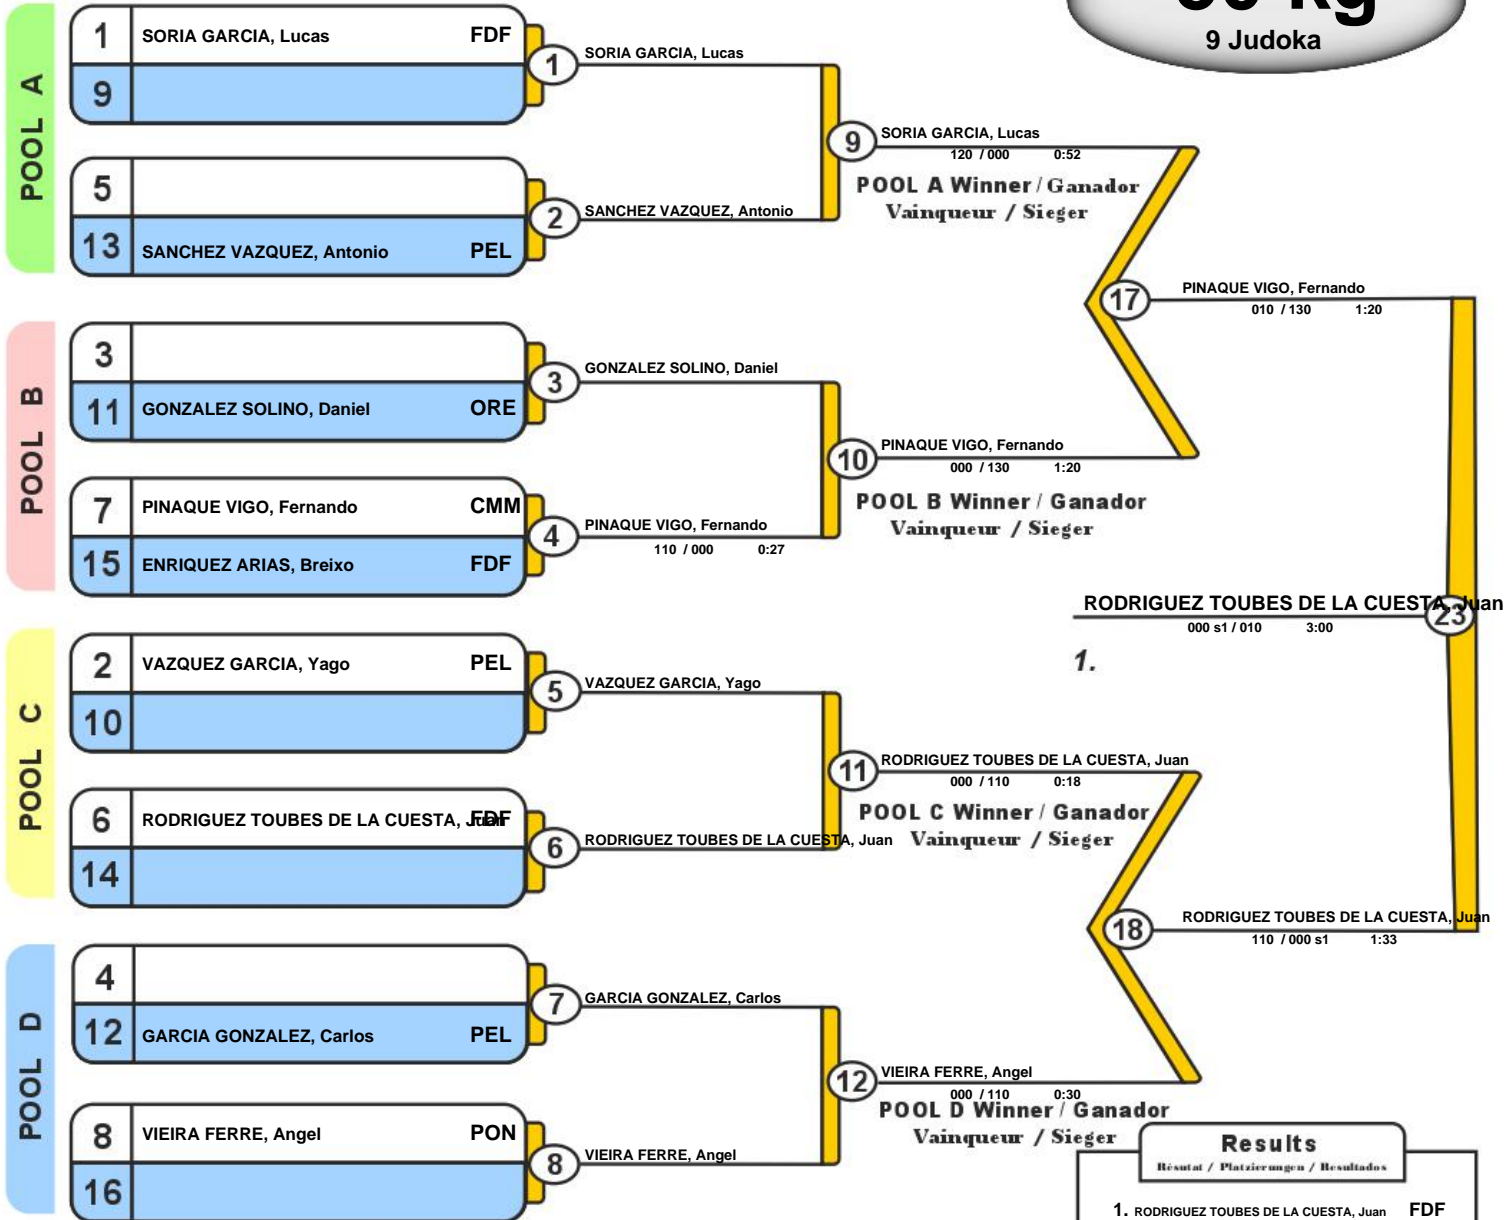 9 Judoka
POOL A
1 SORIA GARCIA, Lucas FDF
9
5
13 SANCHEZ VAZQUEZ, Antonio PEL
1 SORIA GARCIA, Lucas
2 SANCHEZ VAZQUEZ, Antonio
9 SORIA GARCIA, Lucas
120 / 000 0:52
POOL A Winner / Ganador
Vainqueur / Sieger
POOL B
3
11 GONZALEZ SOLINO, Daniel ORE
7 PINAQUE VIGO, Fernando CMM
15 ENRIQUEZ ARIAS, Breixo FDF
3 GONZALEZ SOLINO, Daniel
4 PINAQUE VIGO, Fernando
110 / 000 0:27
10 PINAQUE VIGO, Fernando
000 / 130 1:20
POOL B Winner / Ganador
Vainqueur / Sieger
17 PINAQUE VIGO, Fernando
010 / 130 1:20
POOL C
2 VAZQUEZ GARCIA, Yago PEL
10
6 RODRIGUEZ TOUBES DE LA CUESTA, Juan FDF
14
5 VAZQUEZ GARCIA, Yago
6 RODRIGUEZ TOUBES DE LA CUESTA, Juan
11 RODRIGUEZ TOUBES DE LA CUESTA, Juan
000 / 110 0:18
POOL C Winner / Ganador
Vainqueur / Sieger
POOL D
4
12 GARCIA GONZALEZ, Carlos PEL
8 VIEIRA FERRE, Angel PON
16
7 GARCIA GONZALEZ, Carlos
8 VIEIRA FERRE, Angel
12 VIEIRA FERRE, Angel
000 / 110 0:30
POOL D Winner / Ganador
Vainqueur / Sieger
18 RODRIGUEZ TOUBES DE LA CUESTA, Juan
110 / 000 s1 1:33
RODRIGUEZ TOUBES DE LA CUESTA, Juan
23
000 s1 / 010 3:00
1.
Results
Résutat / Platzierungen / Resultados
1. RODRIGUEZ TOUBES DE LA CUESTA, Juan FDF